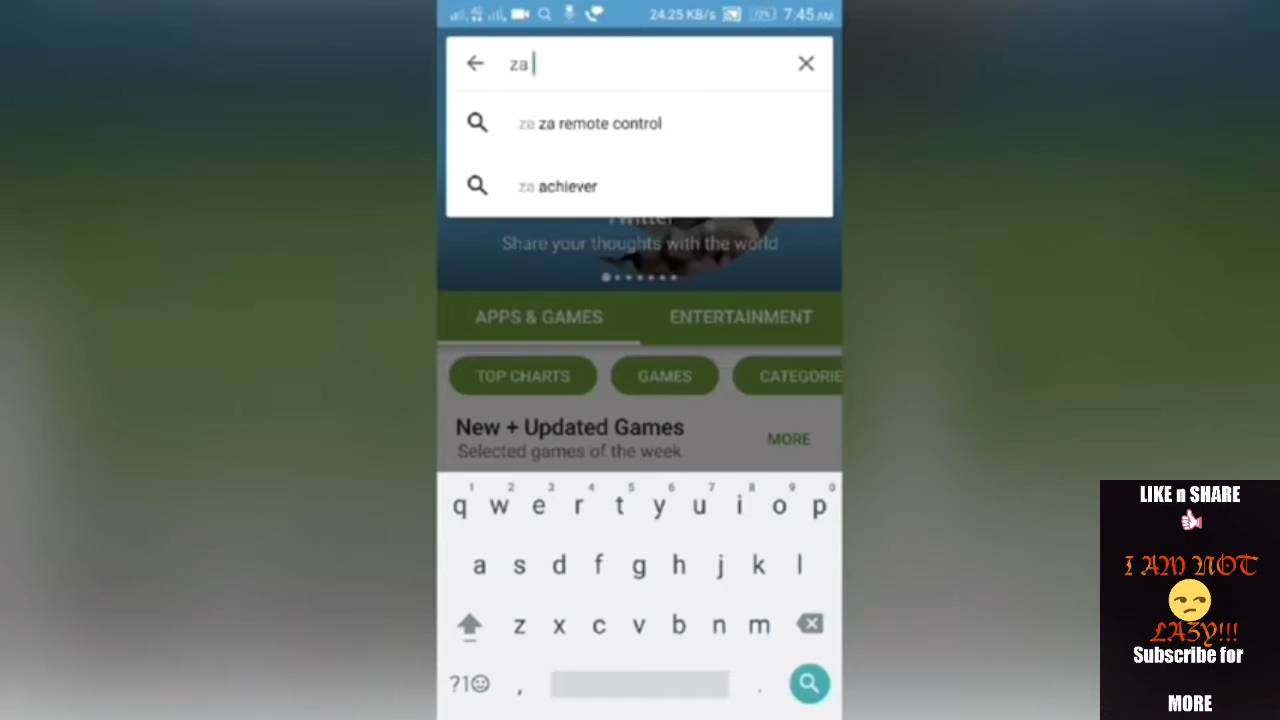 24.25 KB/s 72% 7:45 AM
za
za za remote control
za achiever
Twitter
Share your thoughts with the world
APPS & GAMES ENTERTAINMENT
TOP CHARTS GAMES CATEGORIE
New + Updated Games
MORE
Selected games of the week
1 2 3 4 5 6 7 8 9 0
q w e r t y u i o p
a s d f g h j k l
z x c v b n m
?1☺ , .
LIKE n SHARE
I AM NOT
LAZY!!!
Subscribe for
MORE